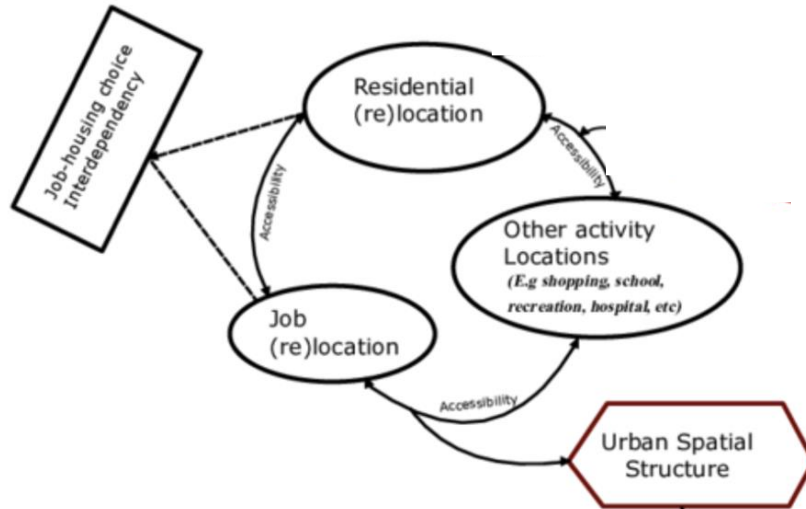 Job-housing choice
Interdependency
Residential
(re)location
Accessibility
Accessibility
Other activity
Locations
(E.g shopping, school,
recreation, hospital, etc)
Job
(re)location
Accessibility
Urban Spatial
Structure